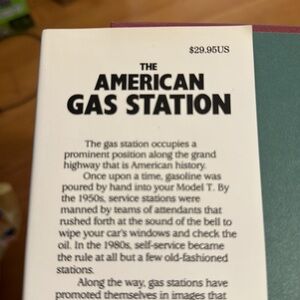 $29.95US
THE
AMERICAN
GAS STATION
The gas station occupies a
prominent position along the grand
highway that is American history.
Once upon a time, gasoline was
poured by hand into your Model T. By
the 1950s, service stations were
manned by teams of attendants that
rushed forth at the sound of the bell to
wipe your car's windows and check the
oil. In the 1980s, self-service became
the rule at all but a few old-fashioned
stations.
Along the way, gas stations have
promoted themselves in images that